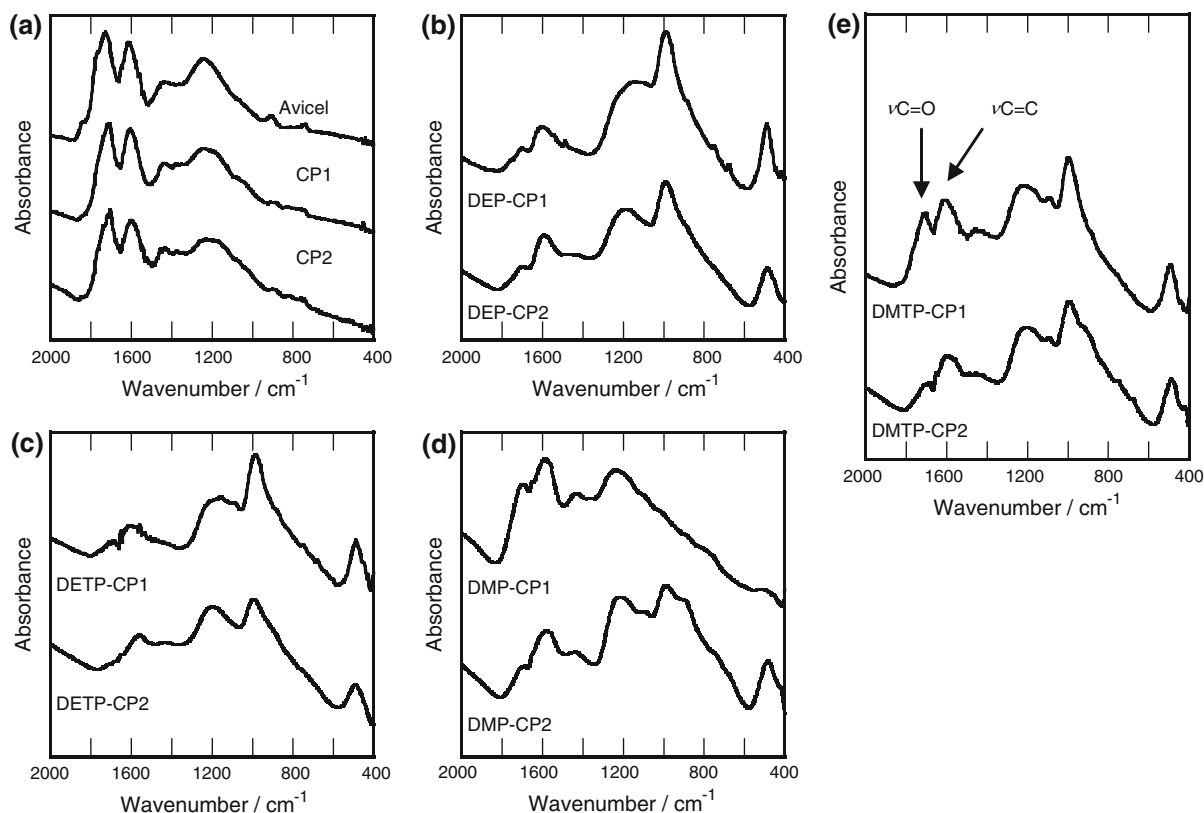 (a)
Absorbance
Avicel
CP1
CP2
2000 1600 1200 800 400
Wavenumber / cm⁻¹
(b)
Absorbance
DEP-CP1
DEP-CP2
2000 1600 1200 800 400
Wavenumber / cm⁻¹
(e)
Absorbance
νC=O
νC=C
DMTP-CP1
DMTP-CP2
2000 1600 1200 800 400
Wavenumber / cm⁻¹
(c)
Absorbance
DETP-CP1
DETP-CP2
2000 1600 1200 800 400
Wavenumber / cm⁻¹
(d)
Absorbance
DMP-CP1
DMP-CP2
2000 1600 1200 800 400
Wavenumber / cm⁻¹